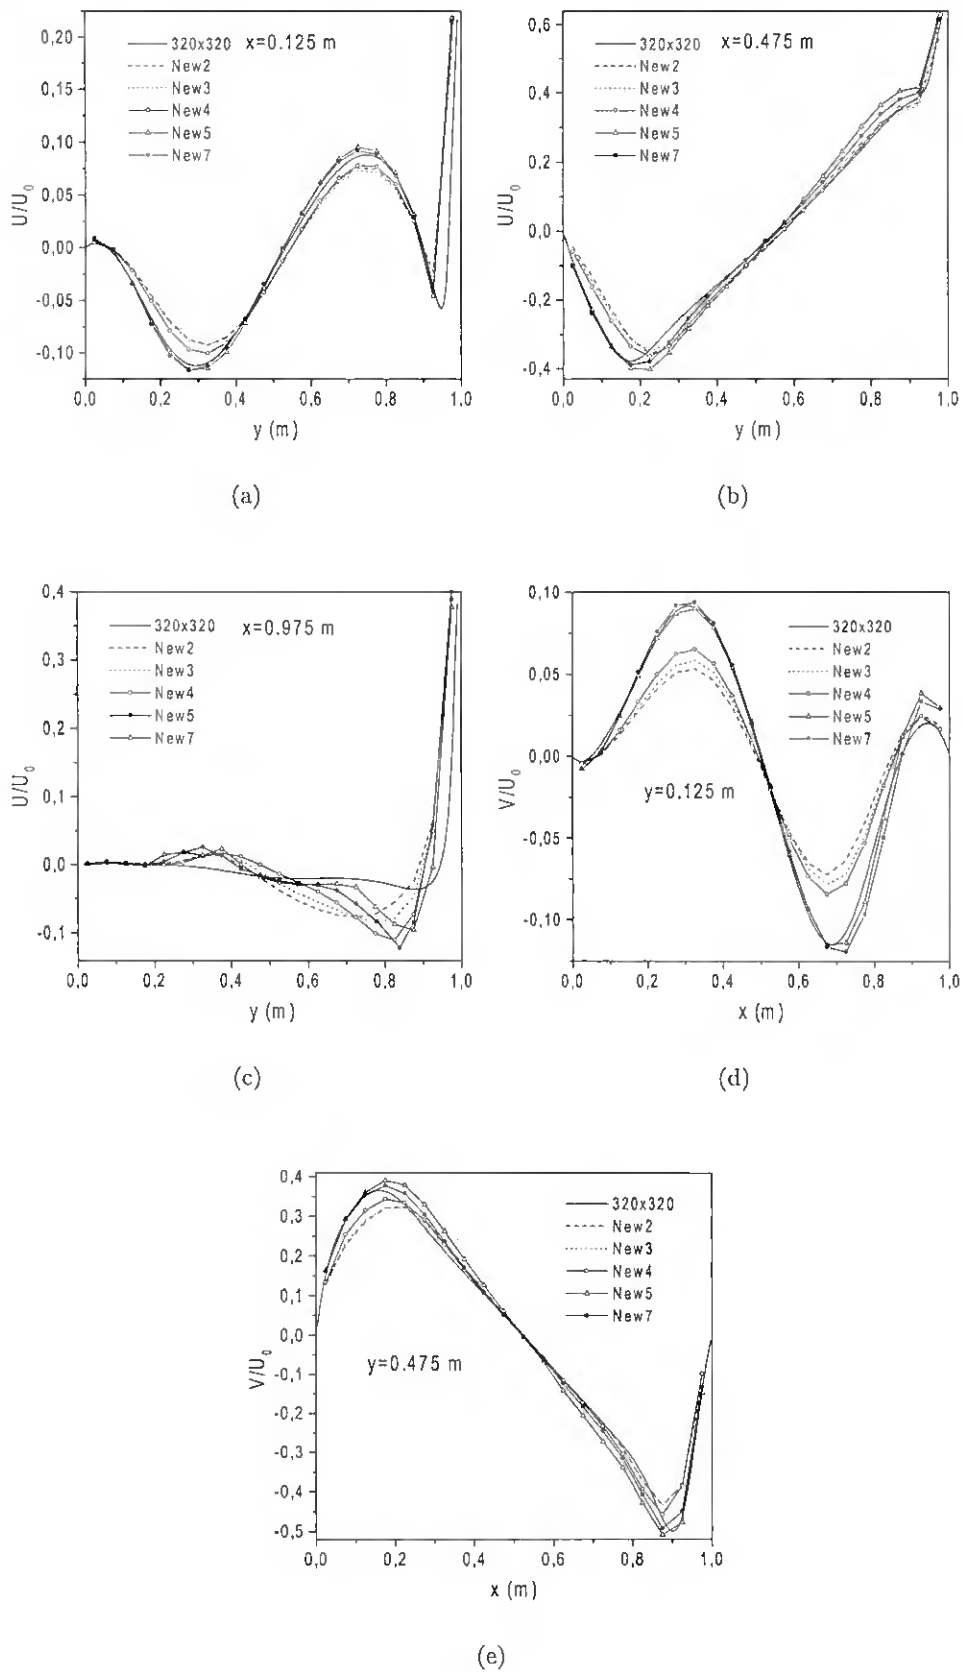 320x320 x=0.125 m
New2
New3
New4
New5
New7
U/U₀
0,20
0,15
0,10
0,05
0,00
-0,05
-0,10
0,0 0,2 0,4 0,6 0,8 1,0
y (m)
(a)
320x320 x=0.475 m
New2
New3
New4
New5
New7
U/U₀
0,6
0,4
0,2
0,0
-0,2
-0,4
0,0 0,2 0,4 0,6 0,8 1,0
y (m)
(b)
320x320 x=0.975 m
New2
New3
New4
New5
New7
U/U₀
0,4
0,3
0,2
0,1
0,0
-0,1
0,0 0,2 0,4 0,6 0,8 1,0
y (m)
(c)
320x320
New2
New3
New4
New5
New7
y=0.125 m
V/U₀
0,10
0,05
0,00
-0,05
-0,10
0,0 0,2 0,4 0,6 0,8 1,0
x (m)
(d)
320x320
New2
New3
New4
New5
New7
y=0.475 m
V/U₀
0,4
0,3
0,2
0,1
0,0
-0,1
-0,2
-0,3
-0,4
-0,5
0,0 0,2 0,4 0,6 0,8 1,0
x (m)
(e)